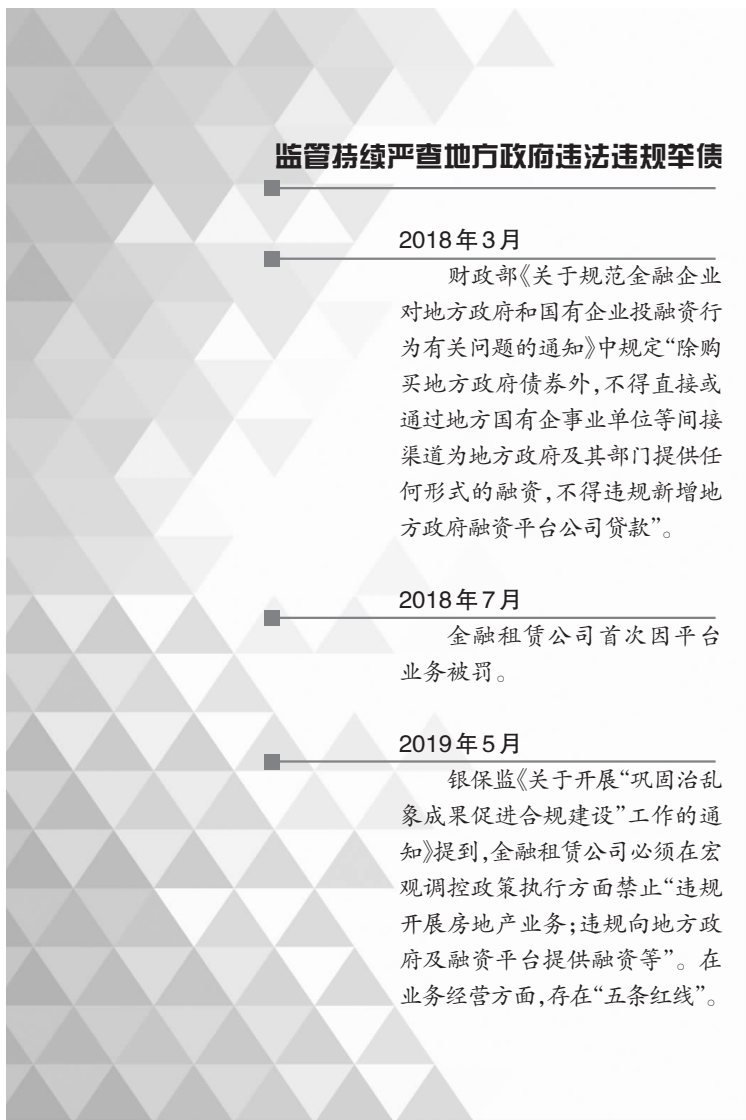 监管持续严查地方政府违法违规举债
2018年3月
财政部《关于规范金融企业
对地方政府和国有企业投融资行
为有关问题的通知》中规定“除购
买地方政府债券外,不得直接或
通过地方国有企事业单位等间接
渠道为地方政府及其部门提供任
何形式的融资,不得违规新增地
方政府融资平台公司贷款”。
2018年7月
金融租赁公司首次因平台
业务被罚。
2019年5月
银保监《关于开展“巩固治乱
象成果促进合规建设”工作的通
知》提到,金融租赁公司必须在宏
观调控政策执行方面禁止“违规
开展房地产业务;违规向地方政
府及融资平台提供融资等”。在
业务经营方面,存在“五条红线”。